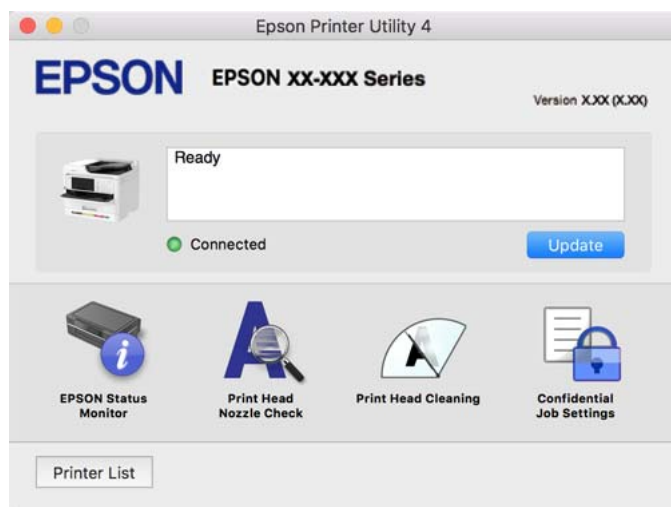 Epson Printer Utility 4
EPSON
EPSON XX-XXX Series
Version X.XX (X.XX)
Ready
Connected
Update
EPSON Status
Monitor
Print Head
Nozzle Check
Print Head Cleaning
Confidential
Job Settings
Printer List